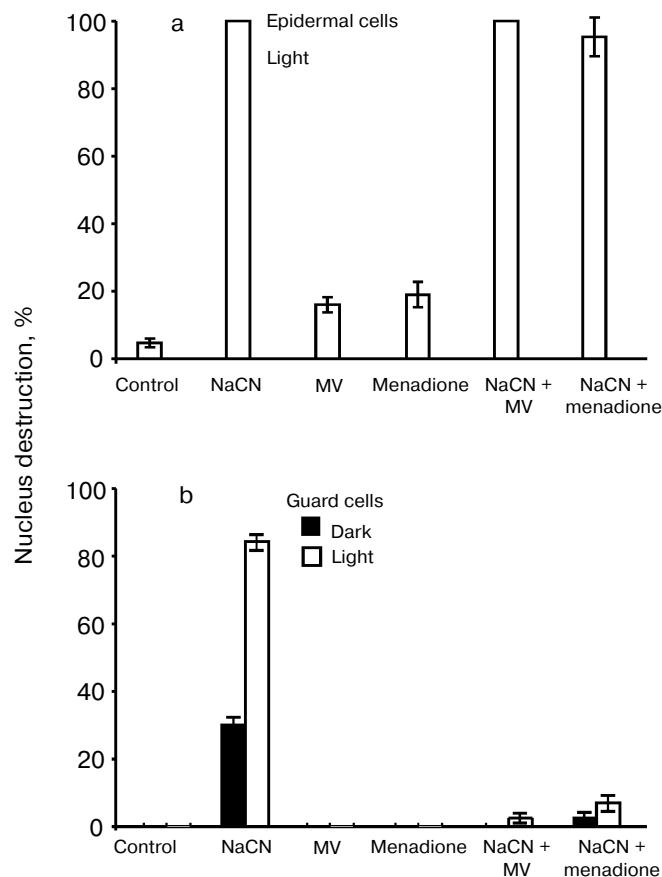 a
Epidermal cells
Light
100
80
60
40
20
0
Control NaCN MV Menadione NaCN + MV NaCN + menadione
Nucleus destruction, %
b
Guard cells
Dark
Light
100
80
60
40
20
0
Control NaCN MV Menadione NaCN + MV NaCN + menadione